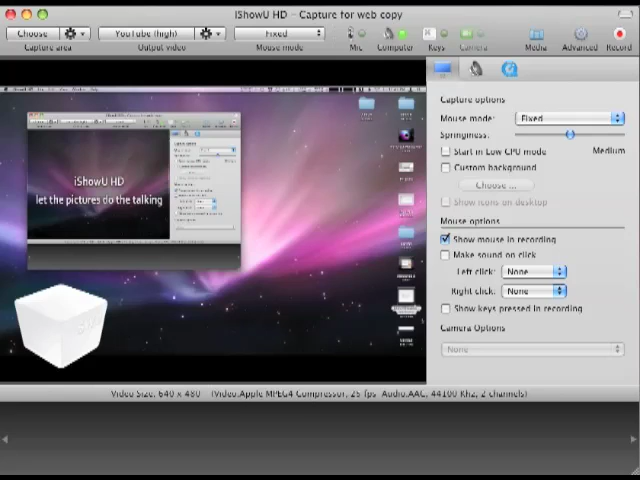 iShowU HD – Capture for web copy
Choose YouTube (high) Fixed
Capture area Output video Mouse mode Mic Computer Keys Camera Media Advanced Record
Capture options
Mouse mode: Fixed
Springiness:
Start in Low CPU mode Medium
Custom background
Choose ...
Show icons on desktop
Mouse options
Show mouse in recording
Make sound on click
Left click: None
Right click: None
Show keys pressed in recording
Camera Options
None
iShowU HD
let the pictures do the talking
Video Size, 640 x 480 (Video,Apple MPEG4 Compressor, 25 fps Audio,AAC, 44100 Khz, 2 channels)